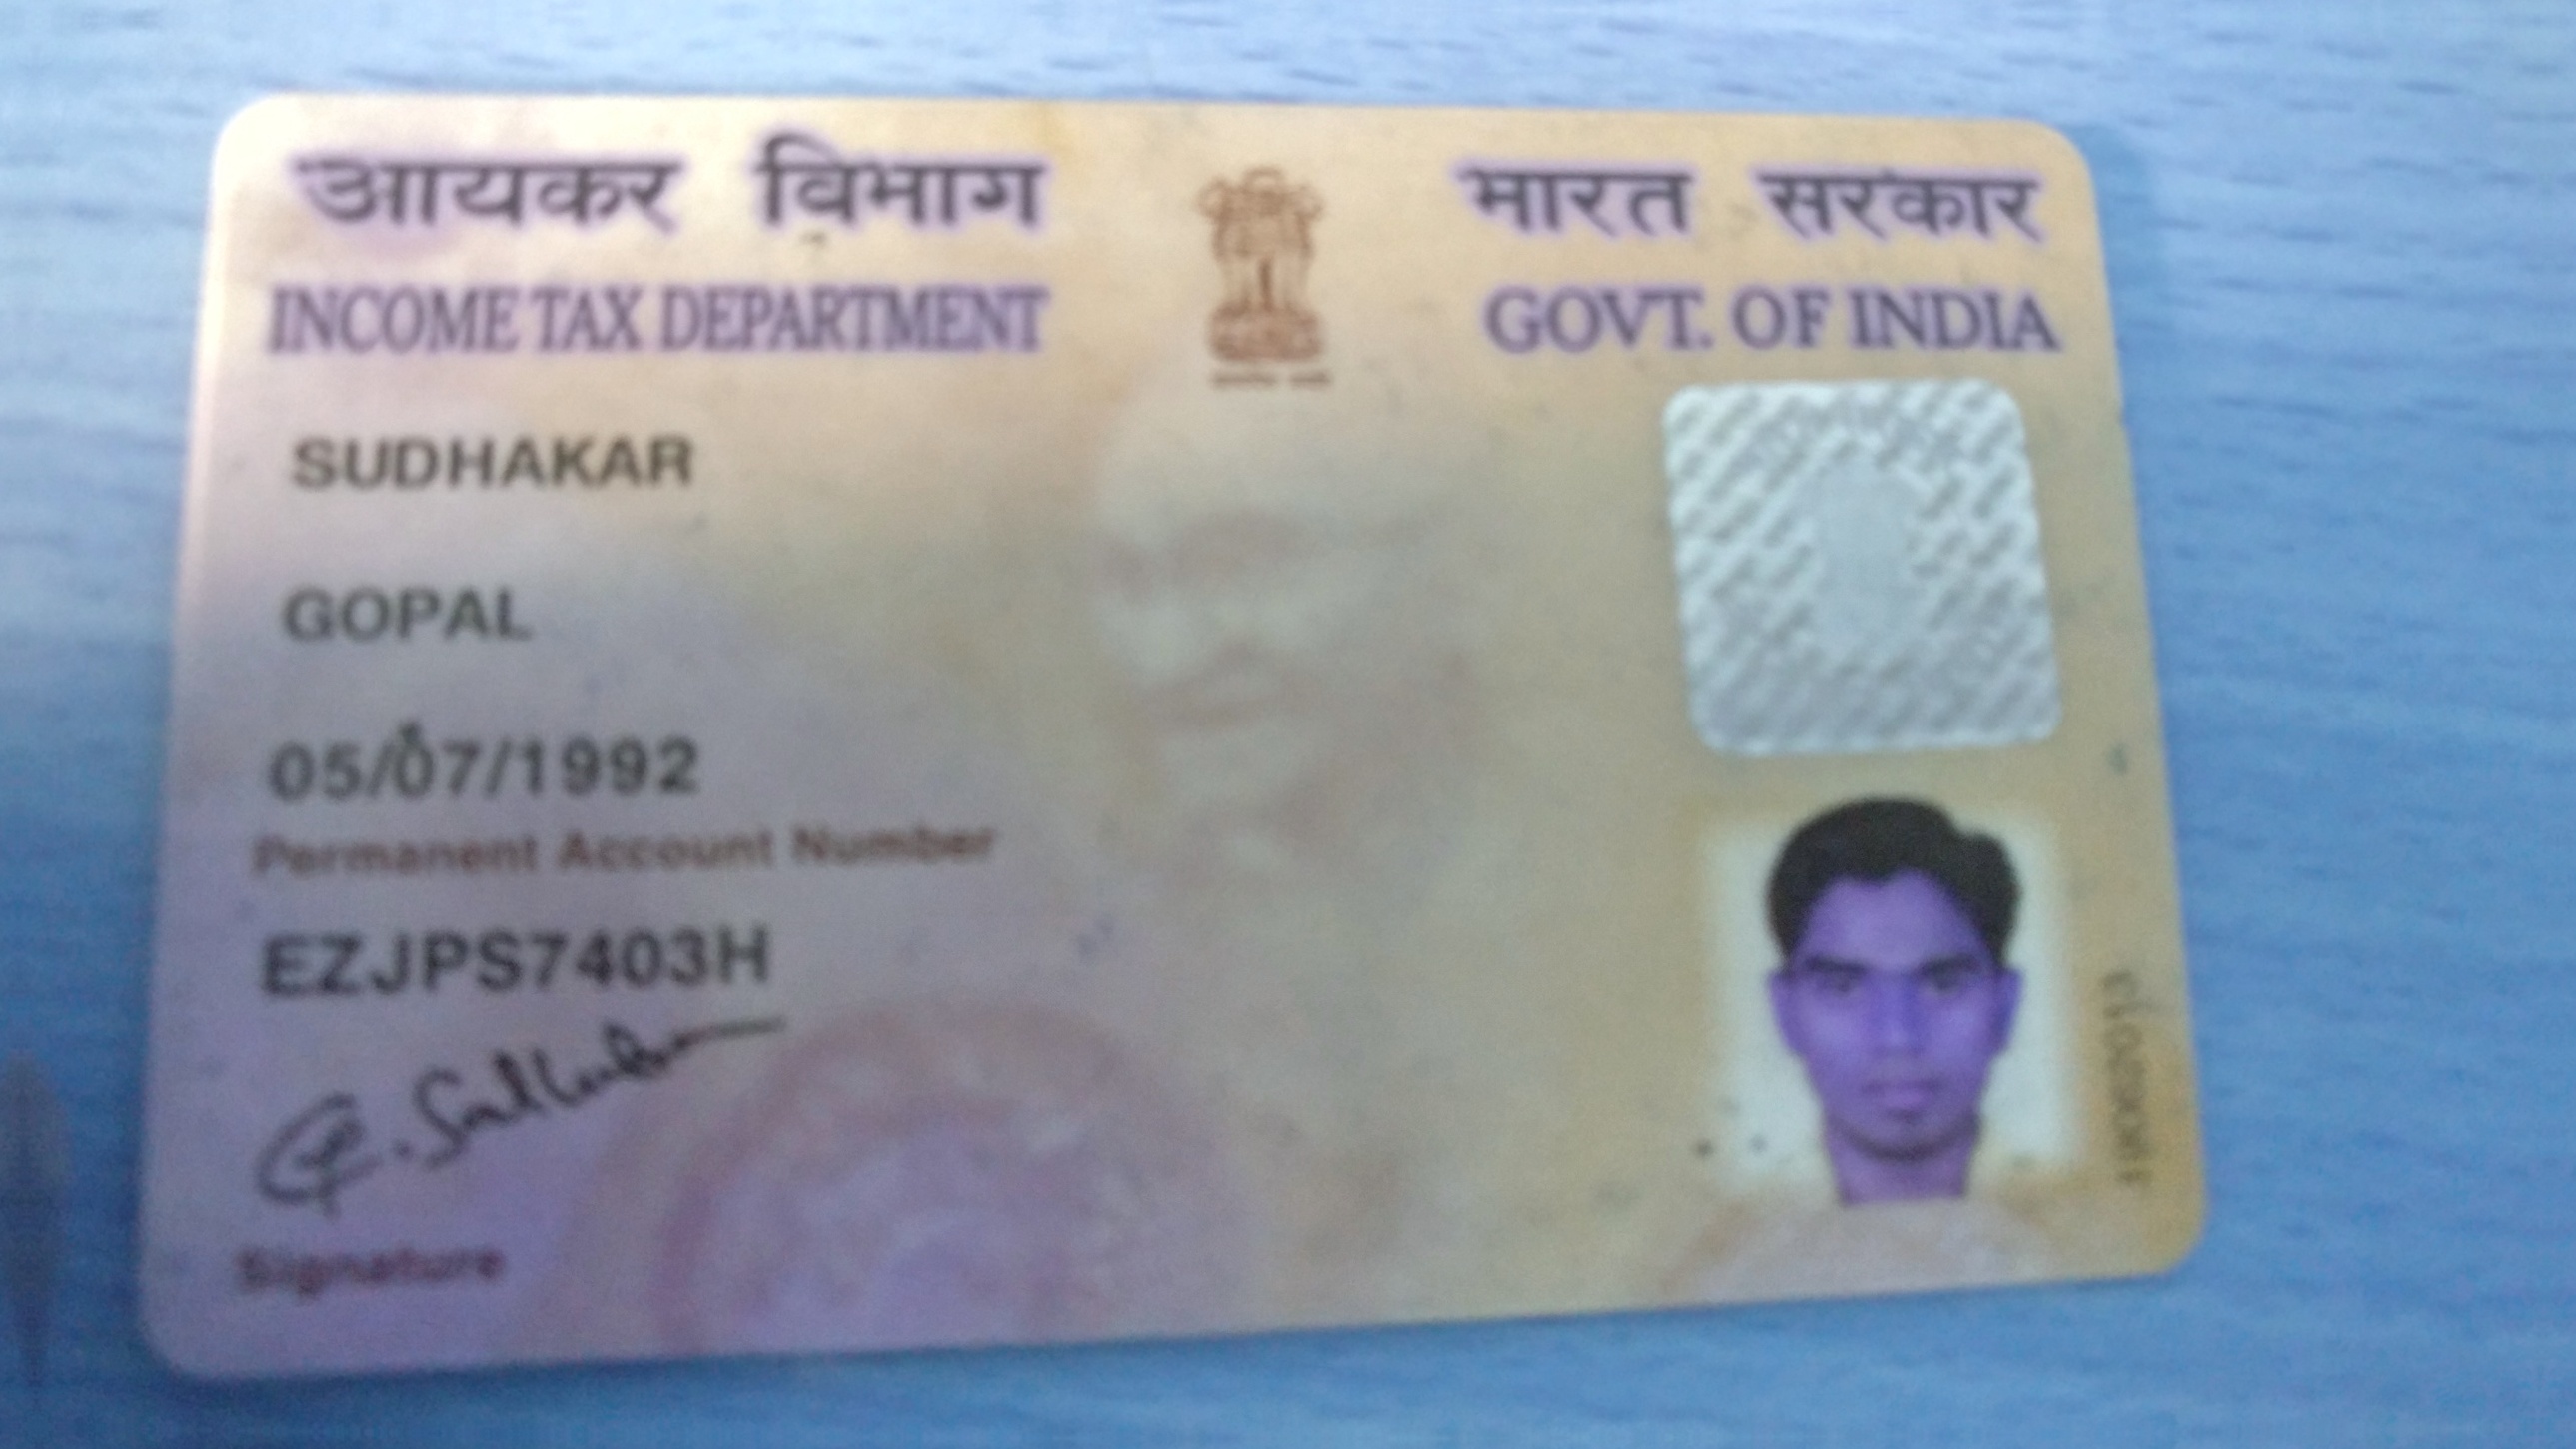 आयकर विभाग
INCOME TAX DEPARTMENT
भारत सरकार
GOVT. OF INDIA
SUDHAKAR
GOPAL
05/07/1992
Permanent Account Number
EZJPS7403H
G. Sudhakar
Signature